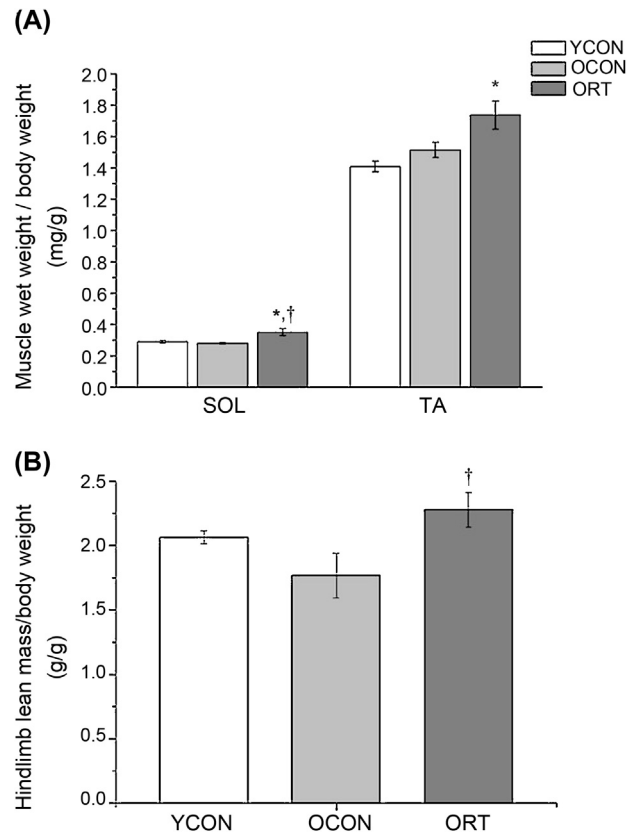 (A)
YCON
OCON
ORT
Muscle wet weight / body weight
(mg/g)
2.0
1.8
1.6
1.4
1.2
1.0
0.8
0.6
0.4
0.2
0.0
*
*,†
SOL
TA
(B)
Hindlimb lean mass/body weight
(g/g)
2.5
2.0
1.5
1.0
0.5
0.0
†
YCON
OCON
ORT